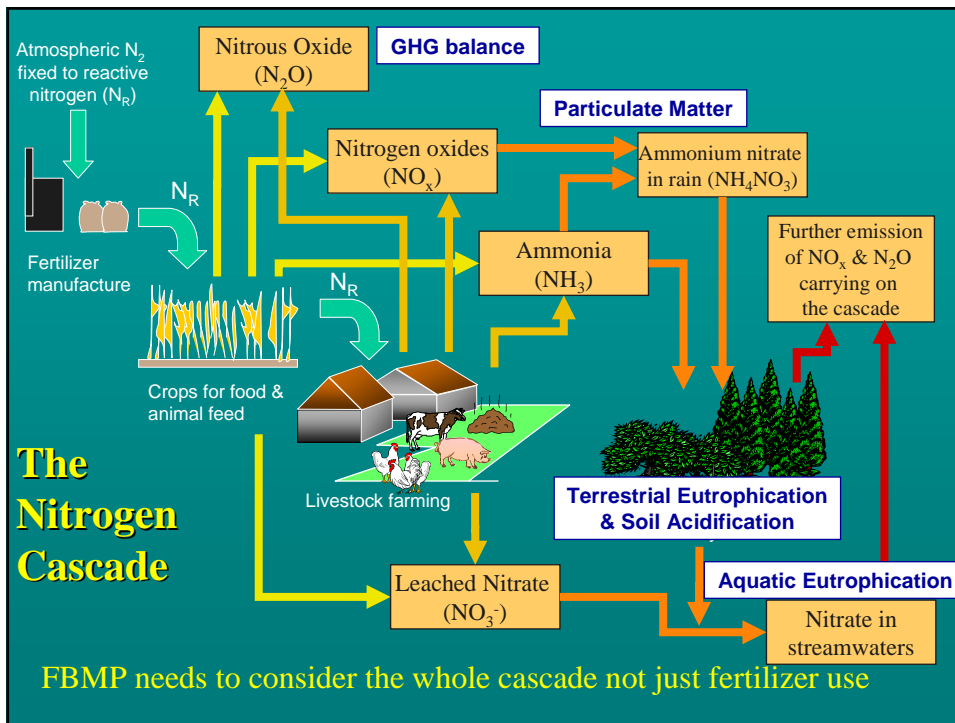 Atmospheric N₂
fixed to reactive
nitrogen (N_R)
Nitrous Oxide
(N₂O)
GHG balance
Particulate Matter
Nitrogen oxides
(NOₓ)
Ammonium nitrate
in rain (NH₄NO₃)
N_R
Fertilizer
manufacture
Ammonia
(NH₃)
Further emission
of NOₓ & N₂O
carrying on
the cascade
N_R
Crops for food &
animal feed
Livestock farming
The
Nitrogen
Cascade
Terrestrial Eutrophication
& Soil Acidification
Aquatic Eutrophication
Leached Nitrate
(NO₃⁻)
Nitrate in
streamwaters
FBMP needs to consider the whole cascade not just fertilizer use